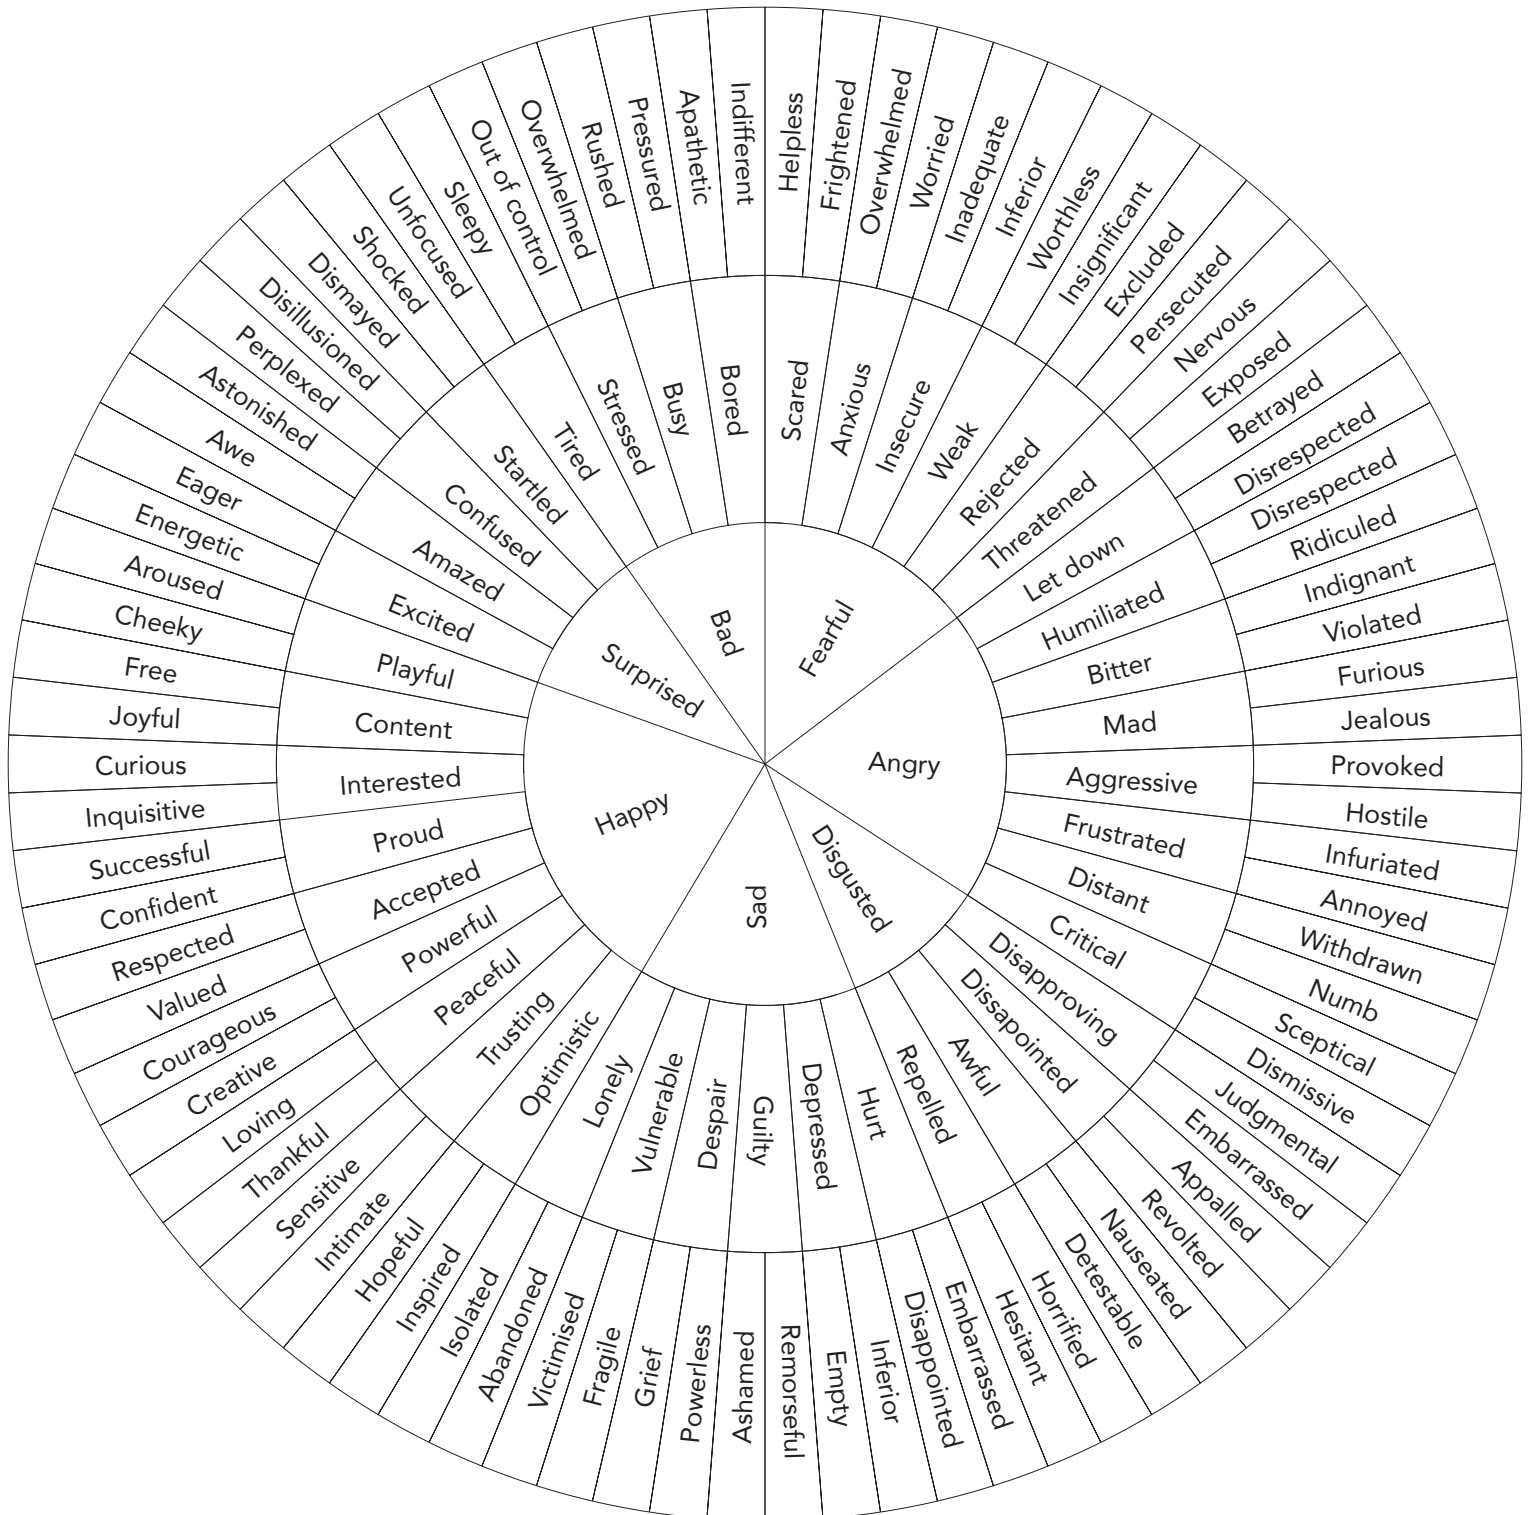 Fearful
Angry
Disgusted
Sad
Happy
Surprised
Bad
Scared
Anxious
Insecure
Weak
Rejected
Threatened
Let down
Humiliated
Bitter
Mad
Aggressive
Frustrated
Distant
Critical
Disapproving
Dissapointed
Awful
Repelled
Hurt
Depressed
Guilty
Despair
Vulnerable
Lonely
Optimistic
Trusting
Peaceful
Powerful
Accepted
Proud
Interested
Content
Playful
Excited
Amazed
Confused
Startled
Tired
Stressed
Busy
Bored
Helpless
Frightened
Overwhelmed
Worried
Inadequate
Inferior
Worthless
Insignificant
Excluded
Persecuted
Nervous
Exposed
Betrayed
Disrespected
Disrespected
Ridiculed
Indignant
Violated
Furious
Jealous
Provoked
Hostile
Infuriated
Annoyed
Withdrawn
Numb
Sceptical
Dismissive
Judgmental
Embarrassed
Appalled
Revolted
Nauseated
Detestable
Horrified
Hesitant
Embarrassed
Disappointed
Inferior
Empty
Remorseful
Ashamed
Powerless
Grief
Fragile
Victimised
Abandoned
Isolated
Inspired
Hopeful
Intimate
Sensitive
Thankful
Loving
Creative
Courageous
Valued
Respected
Confident
Successful
Inquisitive
Curious
Joyful
Free
Cheeky
Aroused
Energetic
Eager
Awe
Astonished
Perplexed
Disillusioned
Dismayed
Shocked
Unfocused
Sleepy
Out of control
Overwhelmed
Rushed
Pressured
Apathetic
Indifferent